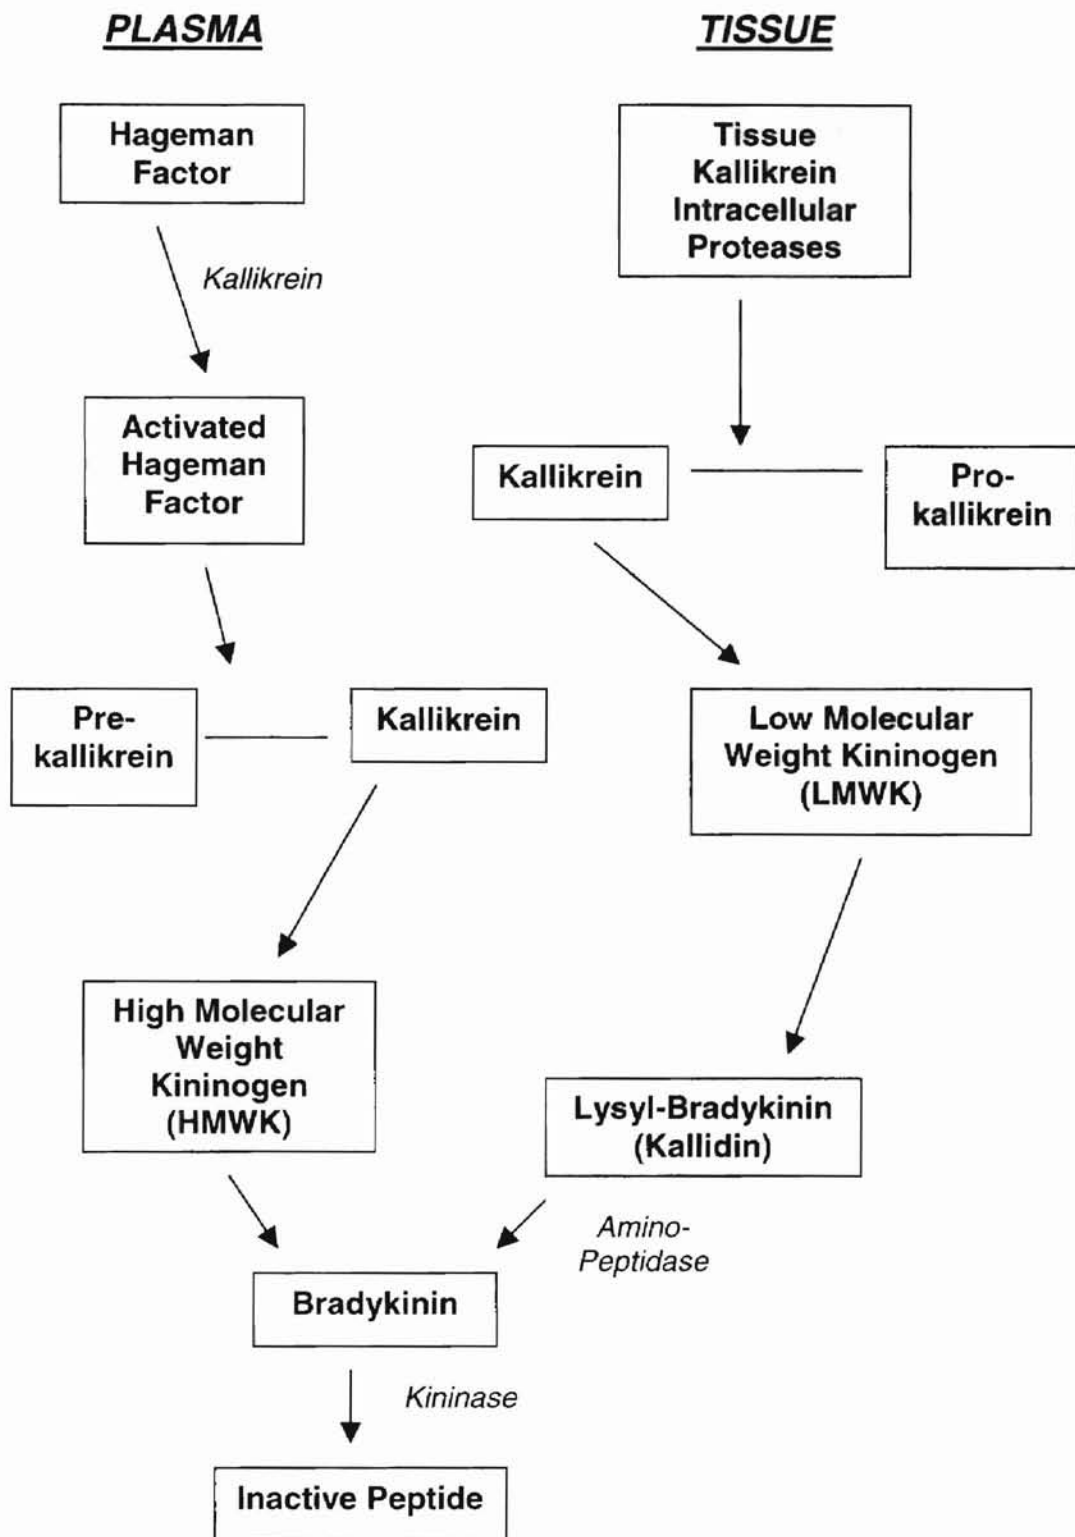 PLASMA
Hageman
Factor
Kallikrein
Activated
Hageman
Factor
Pre-
kallikrein
Kallikrein
High Molecular
Weight
Kininogen
(HMWK)
TISSUE
Tissue
Kallikrein
Intracellular
Proteases
Kallikrein
Pro-
kallikrein
Low Molecular
Weight Kininogen
(LMWK)
Lysyl-Bradykinin
(Kallidin)
Amino-
Peptidase
Bradykinin
Kininase
Inactive Peptide